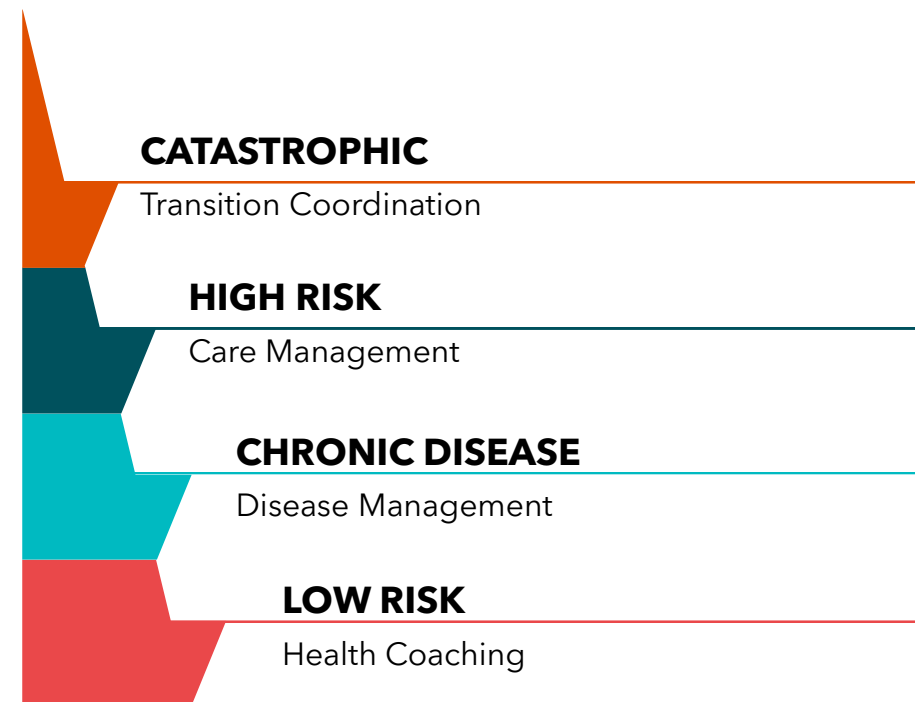 CATASTROPHIC
Transition Coordination
HIGH RISK
Care Management
CHRONIC DISEASE
Disease Management
LOW RISK
Health Coaching